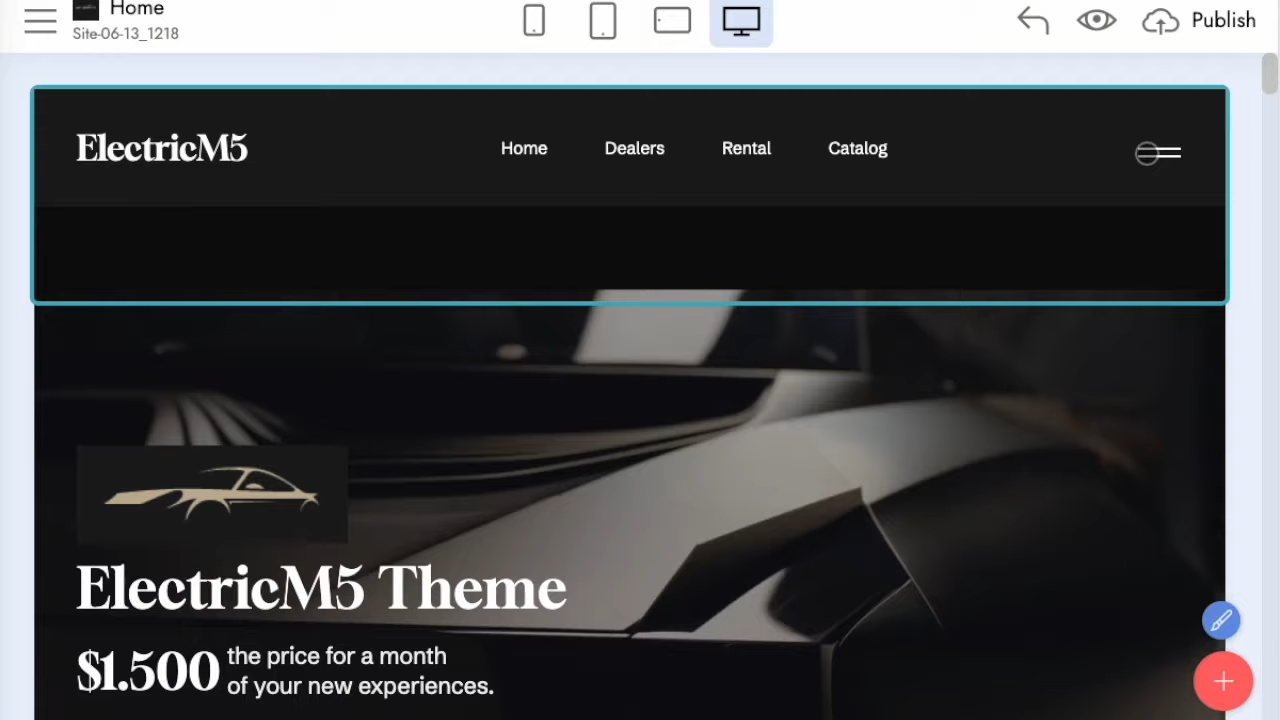 Home
Site-06-13_1218
Publish
ElectricM5
Home Dealers Rental Catalog
ElectricM5 Theme
$1.500 the price for a month
of your new experiences.